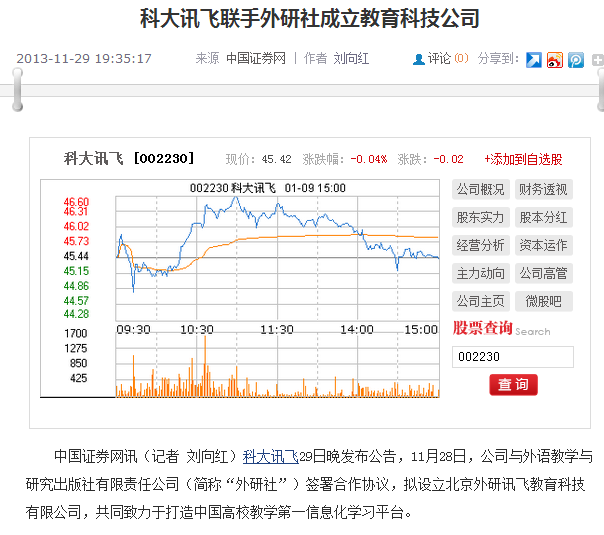 科大讯飞联手外研社成立教育科技公司
2013-11-29 19:35:17 来源 中国证券网 | 作者 刘向红 评论(0) 分享到:
科大讯飞 [002230] 现价: 45.42 涨跌幅: -0.04% 涨跌: -0.02 +添加到自选股
002230 科大讯飞 01-09 15:00
46.60
46.31
46.02
45.73
45.44
45.15
44.86
44.57
44.28
09:30 10:30 11:30 14:00 15:00
1700
1275
850
425
公司概况 财务透视
股东实力 股本分红
经营分析 资本运作
主力动向 公司高管
公司主页 微股吧
股票查询 Search
002230
查 询
中国证券网讯（记者 刘向红）科大讯飞29日晚发布公告，11月28日，公司与外语教学与
研究出版社有限责任公司（简称“外研社”）签署合作协议，拟设立北京外研讯飞教育科技
有限公司，共同致力于打造中国高校教学第一信息化学习平台。